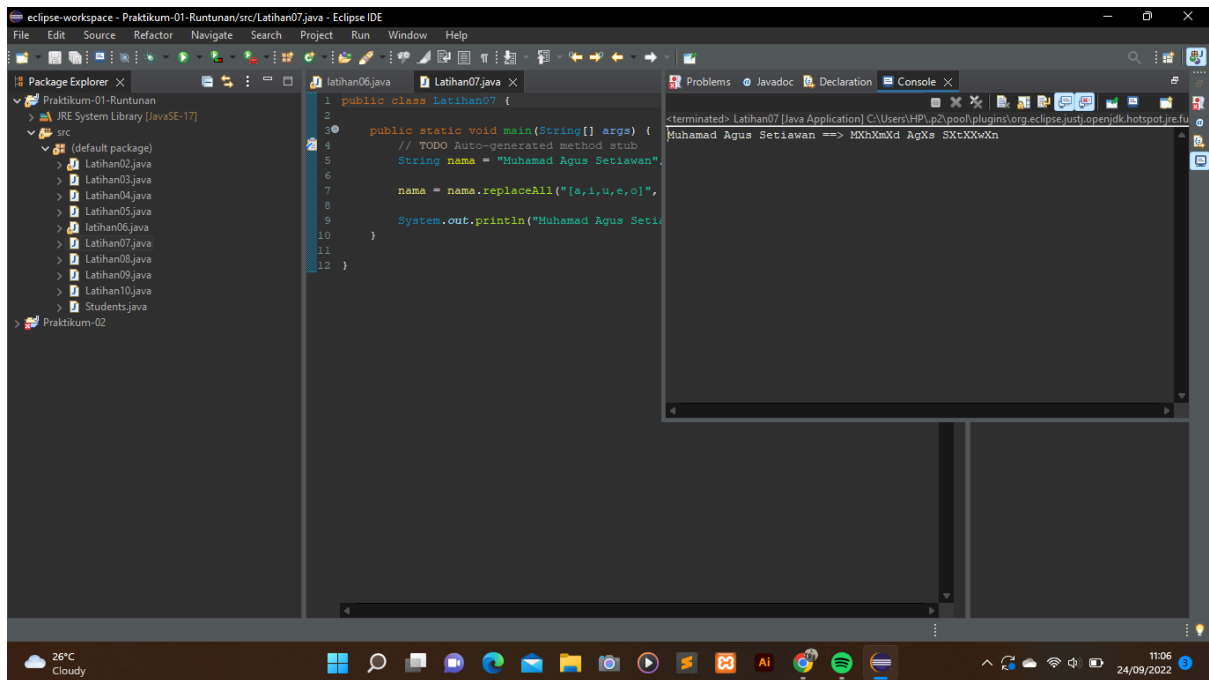 eclipse-workspace - Praktikum-01-Runtunan/src/Latihan07.java - Eclipse IDE
File Edit Source Refactor Navigate Search Project Run Window Help
Package Explorer
Praktikum-01-Runtunan
JRE System Library [JavaSE-17]
src
(default package)
Latihan02.java
Latihan03.java
Latihan04.java
Latihan05.java
latihan06.java
Latihan07.java
Latihan08.java
Latihan09.java
Latihan10.java
Students.java
Praktikum-02
latihan06.java Latihan07.java
1 public class Latihan07 {
2
3 public static void main(String[] args) {
4 // TODO Auto-generated method stub
5 String nama = "Muhamad Agus Setiawan"
6
7 nama = nama.replaceAll("[a,i,u,e,o]",
8
9 System.out.println("Muhamad Agus Setia
10 }
11
12 }
Problems Javadoc Declaration Console
<terminated> Latihan07 [Java Application] C:\Users\HP\.p2\pool\plugins\org.eclipse.justj.openjdk.hotspot.jre.fu
Muhamad Agus Setiawan ==> MXhXmXd AgXs SXtXXwXn
26°C
Cloudy
Ai
11:06
24/09/2022
3